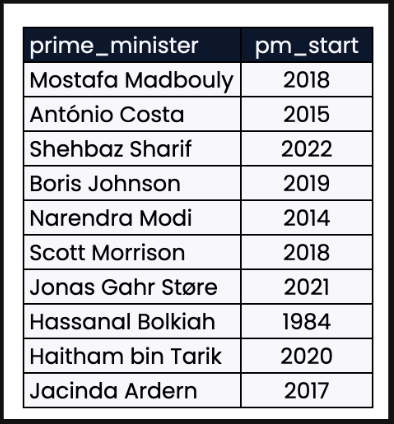 prime_minister pm_start
Mostafa Madbouly 2018
António Costa 2015
Shehbaz Sharif 2022
Boris Johnson 2019
Narendra Modi 2014
Scott Morrison 2018
Jonas Gahr Støre 2021
Hassanal Bolkiah 1984
Haitham bin Tarik 2020
Jacinda Ardern 2017